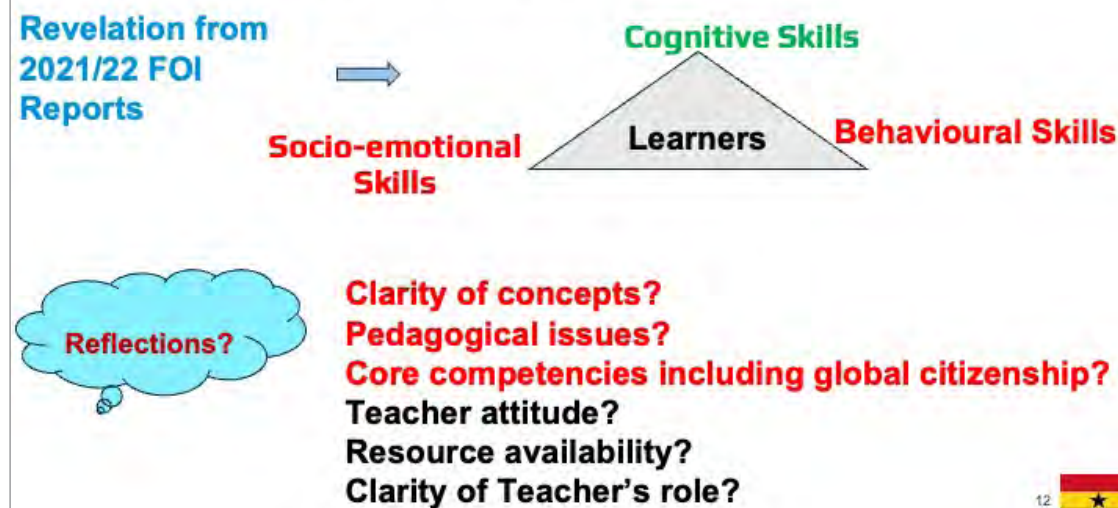 Revelation from
2021/22 FOI
Reports
Cognitive Skills
Learners
Behavioural Skills
Socio-emotional
Skills
Reflections?
Clarity of concepts?
Pedagogical issues?
Core competencies including global citizenship?
Teacher attitude?
Resource availability?
Clarity of Teacher's role?
12